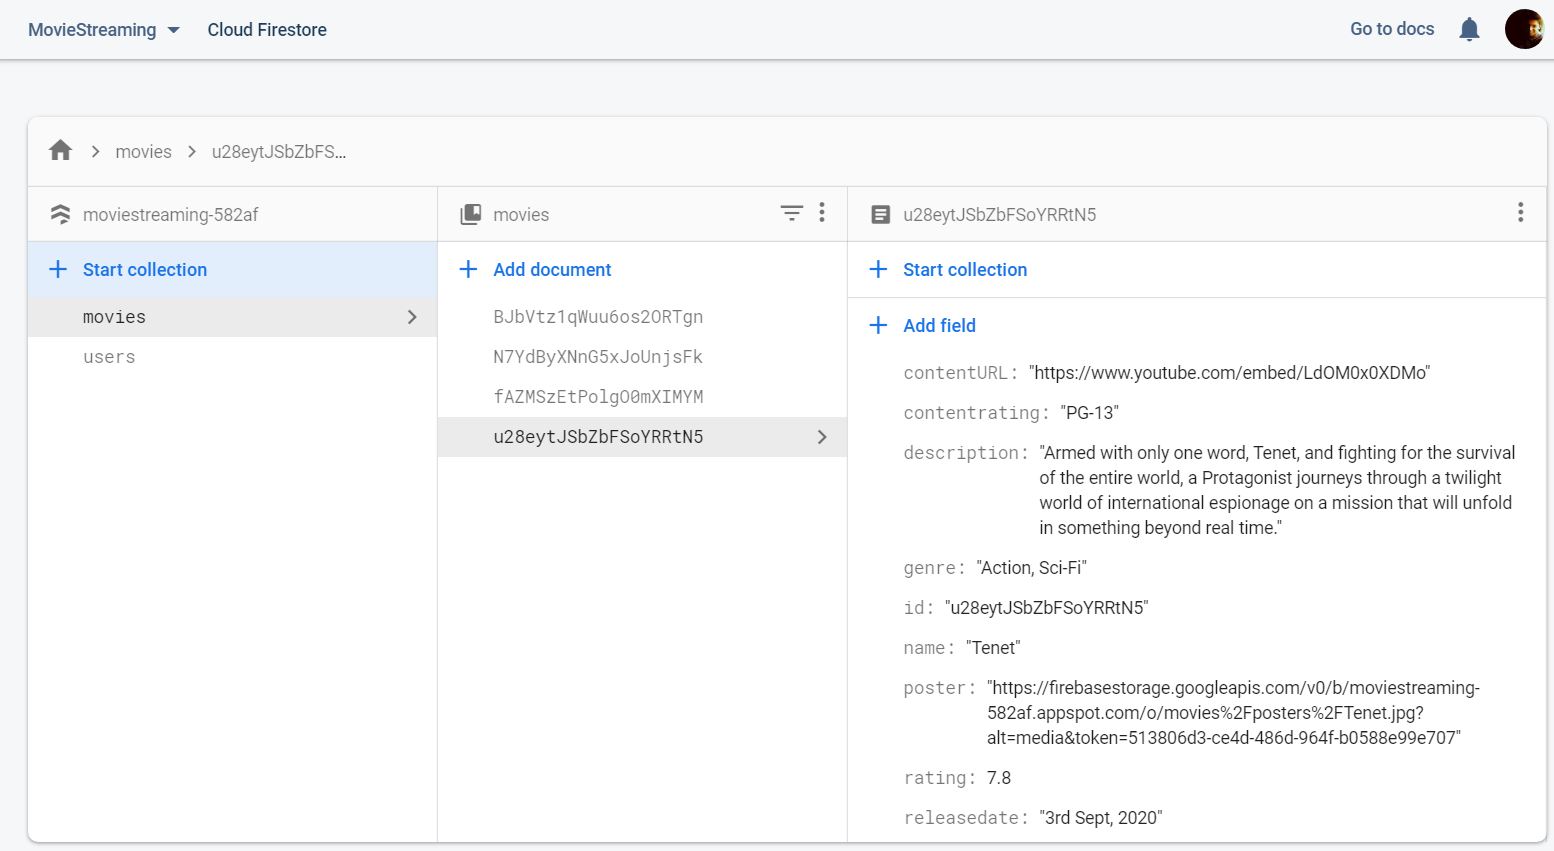 MovieStreaming
Cloud Firestore
Go to docs
movies
u28eytJSbZbFS...
moviestreaming-582af
movies
u28eytJSbZbFSoYRRtN5
Start collection
movies
users
Add document
BJbVtz1qWuu6os2ORTgn
N7YdByXNnG5xJoUnjsFk
fAZMSzEtPolgO0mXIMYM
u28eytJSbZbFSoYRRtN5
Start collection
Add field
contentURL: "https://www.youtube.com/embed/LdOM0x0XDMo"
contentrating: "PG-13"
description: "Armed with only one word, Tenet, and fighting for the survival
of the entire world, a Protagonist journeys through a twilight
world of international espionage on a mission that will unfold
in something beyond real time."
genre: "Action, Sci-Fi"
id: "u28eytJSbZbFSoYRRtN5"
name: "Tenet"
poster: "https://firebasestorage.googleapis.com/v0/b/moviestreaming-
582af.appspot.com/o/movies%2Fposters%2FTenet.jpg?
alt=media&token=513806d3-ce4d-486d-964f-b0588e99e707"
rating: 7.8
releasedate: "3rd Sept, 2020"